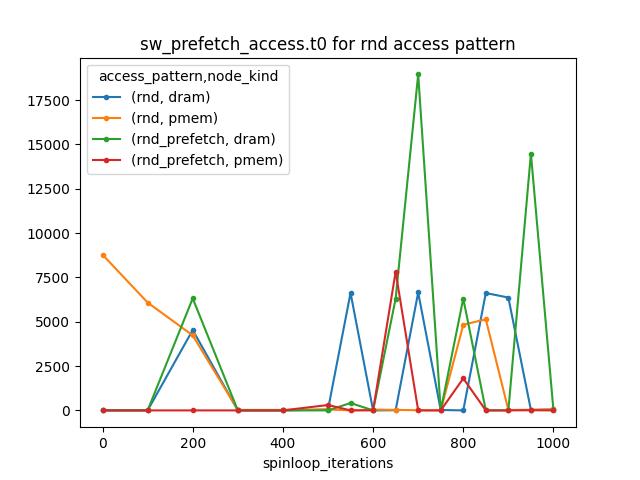 sw_prefetch_access.t0 for rnd access pattern
access_pattern,node_kind
(rnd, dram)
(rnd, pmem)
(rnd_prefetch, dram)
(rnd_prefetch, pmem)
17500
15000
12500
10000
7500
5000
2500
0
0 200 400 600 800 1000
spinloop_iterations